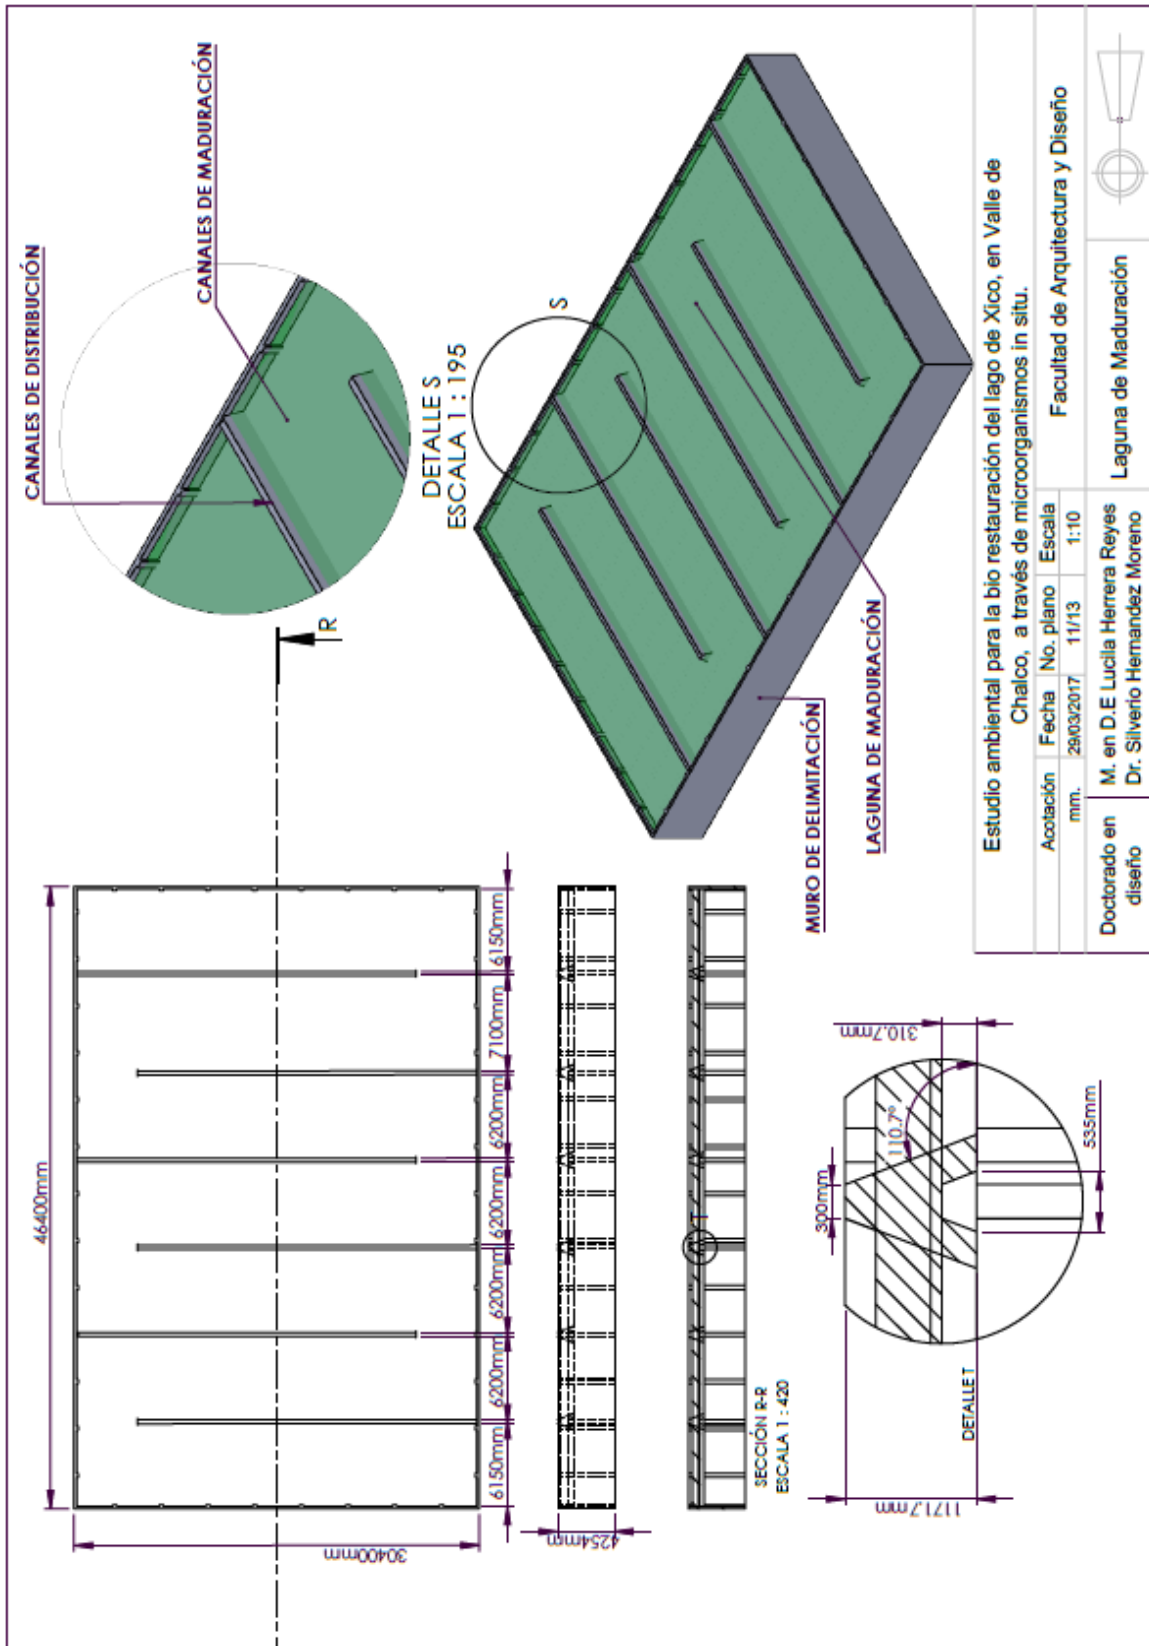 46400mm
30400mm
6150mm
6200mm
6200mm
6200mm
6200mm
7100mm
6150mm
R
4254mm
T
SECCIÓN R-R
ESCALA 1 : 420
1171.7mm
300mm
110.7°
310.7mm
535mm
DETALLE T
CANALES DE DISTRIBUCIÓN
CANALES DE MADURACIÓN
DETALLE S
ESCALA 1 : 195
S
MURO DE DELIMITACIÓN
LAGUNA DE MADURACIÓN
Estudio ambiental para la bio restauración del lago de Xico, en Valle de
Chalco, a través de microorganismos in situ.
Acotación Fecha No. plano Escala
mm. 29/03/2017 11/13 1:10
Facultad de Arquitectura y Diseño
Doctorado en
diseño
M. en D.E Lucila Herrera Reyes
Dr. Silverio Hernandez Moreno
Laguna de Maduración